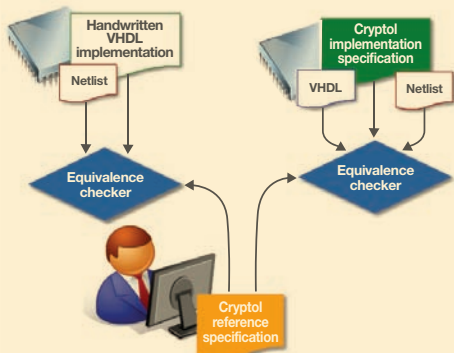 Handwritten
VHDL
implementation
Netlist
Equivalence
checker
Cryptol
implementation
specification
VHDL
Netlist
Equivalence
checker
Cryptol
reference
specification